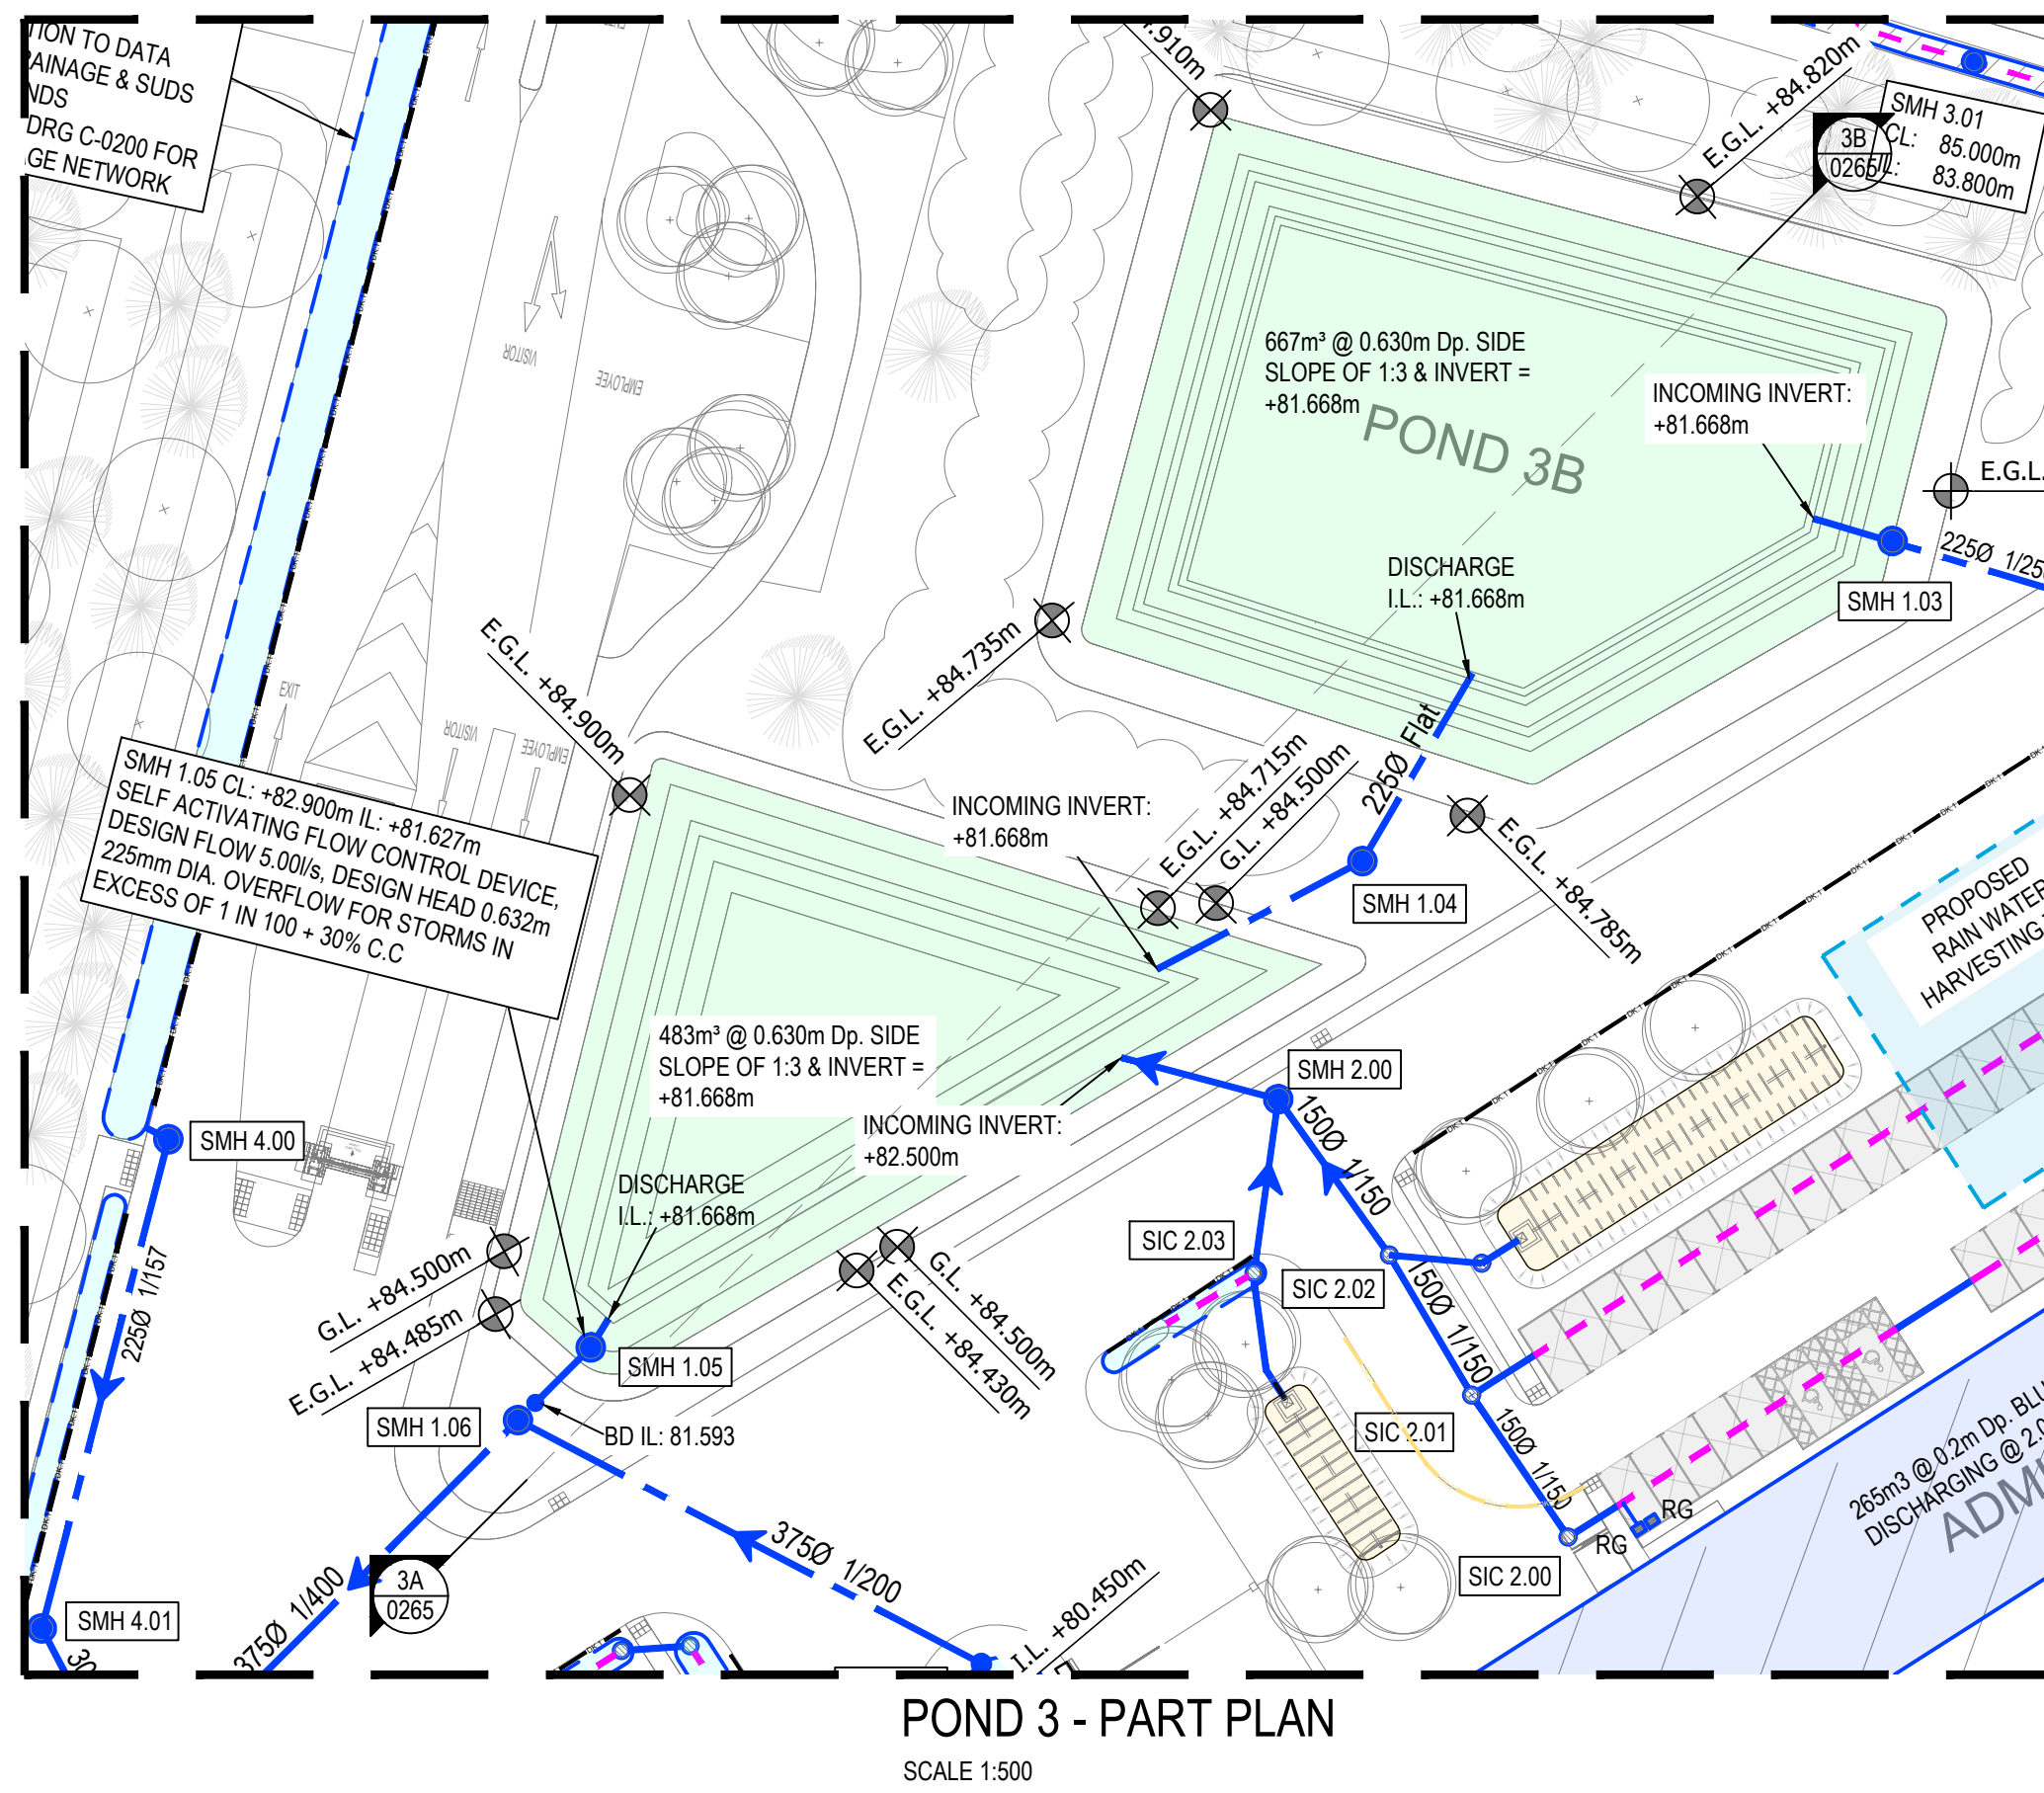 TION TO DATA
AINAGE & SUDS
NDS
DRG C-0200 FOR
GE NETWORK
VISITOR
EMPLOYEE
EXIT
VISITOR
EMPLOYEE
.910m
E.G.L. +84.820m
3B
0265
SMH 3.01
CL: 85.000m
IL: 83.800m
667m³ @ 0.630m Dp. SIDE
SLOPE OF 1:3 & INVERT =
+81.668m
POND 3B
INCOMING INVERT:
+81.668m
E.G.L.
225Ø 1/25
SMH 1.03
DISCHARGE
I.L.: +81.668m
E.G.L. +84.735m
E.G.L. +84.900m
225Ø Flat
SMH 1.05 CL: +82.900m IL: +81.627m
SELF ACTIVATING FLOW CONTROL DEVICE,
DESIGN FLOW 5.00l/s, DESIGN HEAD 0.632m
225mm DIA. OVERFLOW FOR STORMS IN
EXCESS OF 1 IN 100 + 30% C.C
INCOMING INVERT:
+81.668m
E.G.L. +84.715m
G.L. +84.500m
SMH 1.04
E.G.L. +84.785m
PROPOSED
RAIN WATER
HARVESTING
483m³ @ 0.630m Dp. SIDE
SLOPE OF 1:3 & INVERT =
+81.668m
INCOMING INVERT:
+82.500m
SMH 2.00
150Ø 1/150
SMH 4.00
DISCHARGE
I.L.: +81.668m
G.L. +84.500m
E.G.L. +84.485m
G.L. +84.500m
E.G.L. +84.430m
SIC 2.03
SIC 2.02
150Ø 1/150
225Ø 1/157
SMH 1.05
SMH 1.06
BD IL: 81.593
SIC 2.01
150Ø 1/150
265m3 @ 0.2m Dp. BLU
DISCHARGING @ 2.0
ADM
RG
RG
SIC 2.00
375Ø 1/200
375Ø 1/400
3A
0265
I.L. +80.450m
SMH 4.01
30
POND 3 - PART PLAN
SCALE 1:500